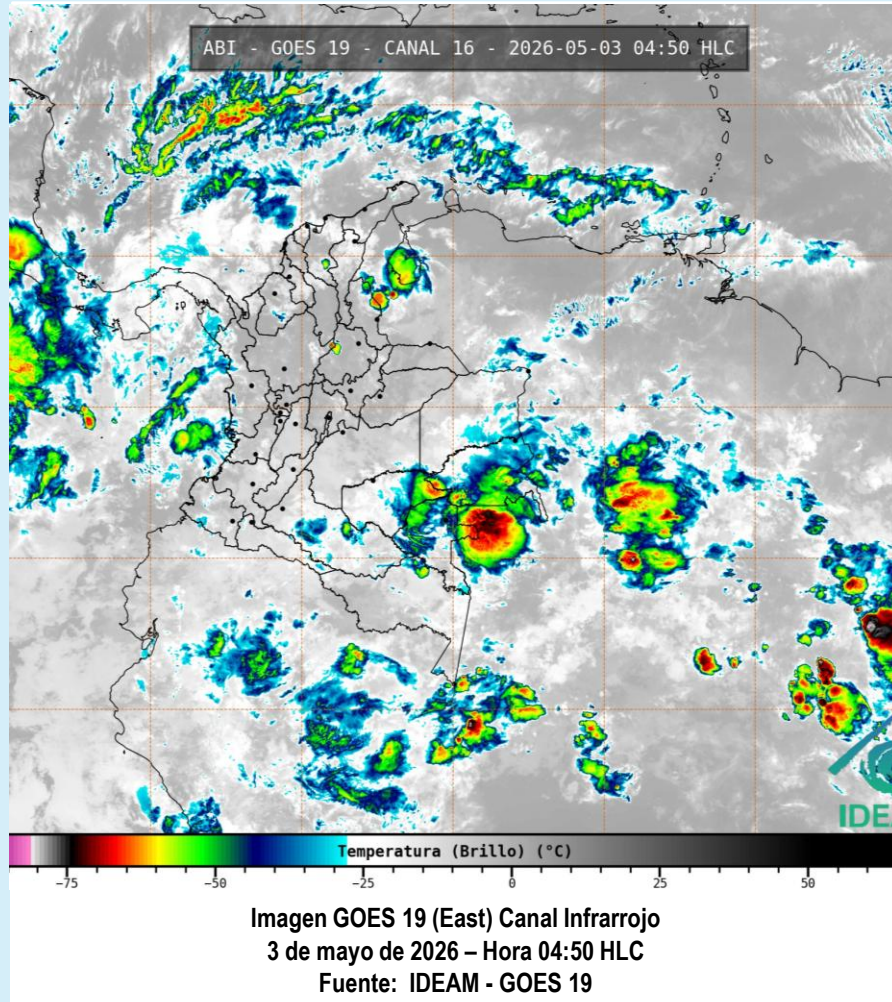 ABI - GOES 19 - CANAL 16 - 2026-05-03 04:50 HLC
IDE
Temperatura (Brillo) (°C)
−75 −50 −25 0 25 50
Imagen GOES 19 (East) Canal Infrarrojo
3 de mayo de 2026 – Hora 04:50 HLC
Fuente: IDEAM - GOES 19